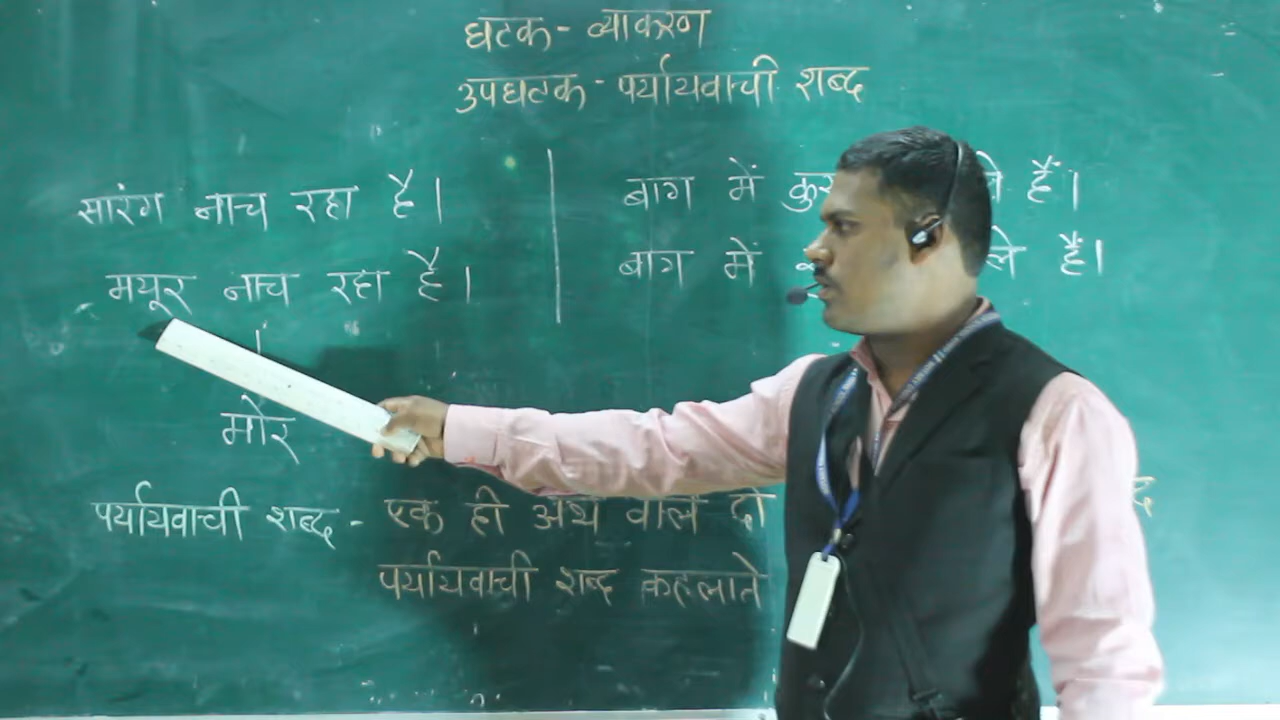 घटक - व्याकरण
उपघटक - पर्यायवाची शब्द
सारंग नाच रहा है।
मयूर नाच रहा है।
मोर
बाग में हैं।
बाग में हैं।
पर्यायवाची शब्द - एक ही अर्थ वाले दो
पर्यायवाची शब्द कहलाते